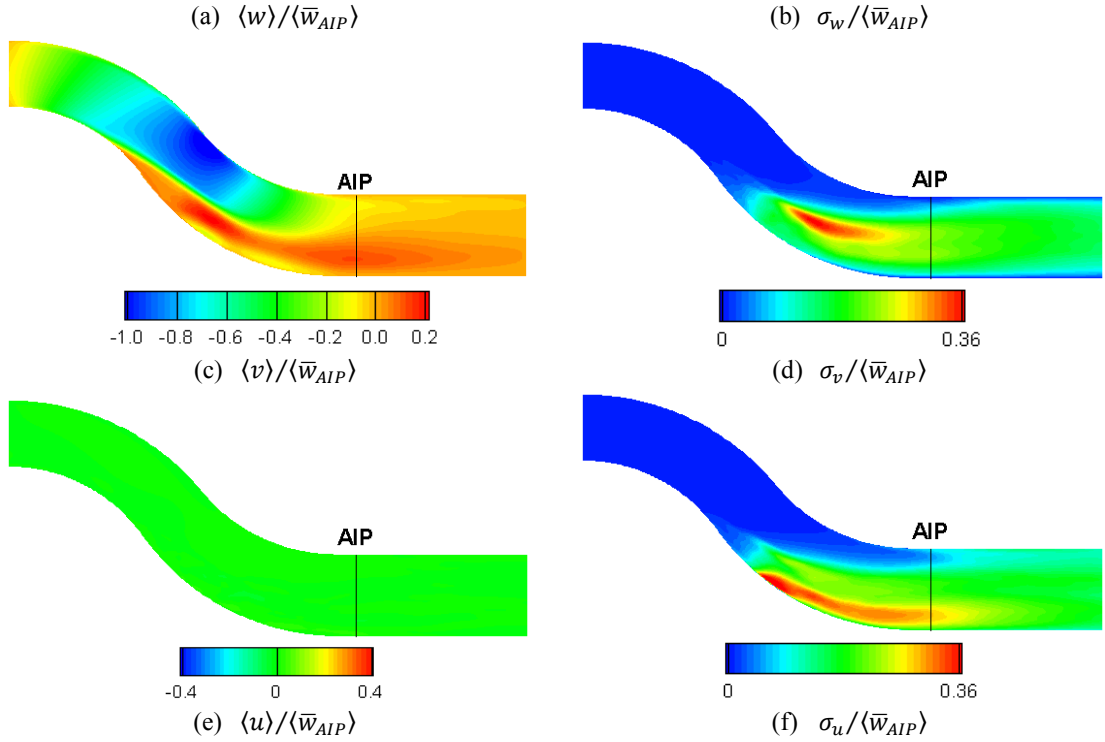 (a) ⟨w⟩/⟨w̅_AIP⟩
(b) σ_w/⟨w̅_AIP⟩
AIP
AIP
-1.0 -0.8 -0.6 -0.4 -0.2 0.0 0.2
0 0.36
(c) ⟨v⟩/⟨w̅_AIP⟩
(d) σ_v/⟨w̅_AIP⟩
AIP
AIP
-0.4 0 0.4
0 0.36
(e) ⟨u⟩/⟨w̅_AIP⟩
(f) σ_u/⟨w̅_AIP⟩